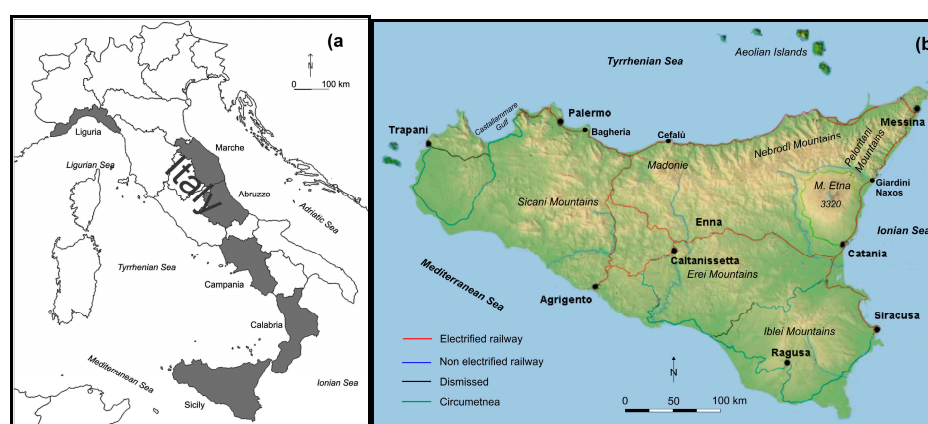 (a
N
0 100 km
Liguria
Marche
Ligurian Sea
Italy
Abruzzo
Adriatic Sea
Tyrrhenian Sea
Campania
Calabria
Mediterrunean Sea
Ionian Sea
Sicily
(b
Aeolian Islands
Tyrrhenian Sea
Castallammare
Gulf
Palermo
Messina
Trapani
Bagheria
Cefalù
Nebrodi Mountains
Peloritani
Mountains
Madonie
M. Etna
3320
Giardini
Naxos
Sicani Mountains
Enna
Ionian Sea
Catania
Caltanissetta
Mediterranean Sea
Erei Mountains
Agrigento
Siracusa
Iblei Mountains
Electrified railway
Ragusa
Non electrified railway
N
Dismissed
Circumetnea
0 50 100 km